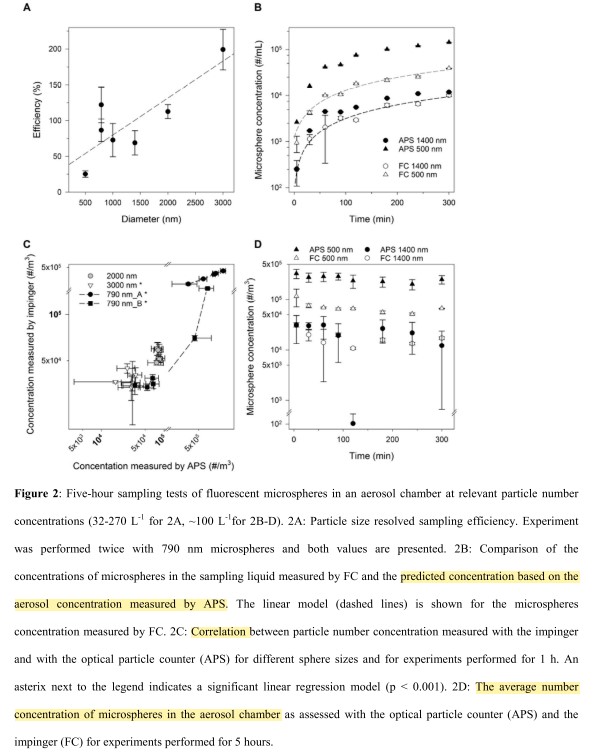 A
B
Efficiency (%)
200
150
100
50
0
500
1000
1500
2000
2500
3000
Diameter (nm)
Microsphere concentration (#/mL)
10⁵
10⁴
10³
10²
APS 1400 nm
APS 500 nm
FC 1400 nm
FC 500 nm
0
60
120
180
240
300
Time (min)
C
D
Concentration measured by impinger (#/m³)
5x10⁵
10⁵
5x10⁴
2000 nm
3000 nm *
790 nm_A *
790 nm_B *
5x10³
10⁴
5x10⁴
10⁵
5x10⁵
Concentation measured by APS (#/m³)
APS 500 nm
APS 1400 nm
FC 500 nm
FC 1400 nm
Microsphere concentration (#/m³)
5x10⁵
10⁵
5x10⁴
10⁴
5x10³
10³
10²
0
60
120
180
240
300
Time (min)
Figure 2: Five-hour sampling tests of fluorescent microspheres in an aerosol chamber at relevant particle number
concentrations (32-270 L⁻¹ for 2A, ~100 L⁻¹for 2B-D). 2A: Particle size resolved sampling efficiency. Experiment
was performed twice with 790 nm microspheres and both values are presented. 2B: Comparison of the
concentrations of microspheres in the sampling liquid measured by FC and the predicted concentration based on the
aerosol concentration measured by APS. The linear model (dashed lines) is shown for the microspheres
concentration measured by FC. 2C: Correlation between particle number concentration measured with the impinger
and with the optical particle counter (APS) for different sphere sizes and for experiments performed for 1 h. An
asterix next to the legend indicates a significant linear regression model (p < 0.001). 2D: The average number
concentration of microspheres in the aerosol chamber as assessed with the optical particle counter (APS) and the
impinger (FC) for experiments performed for 5 hours.